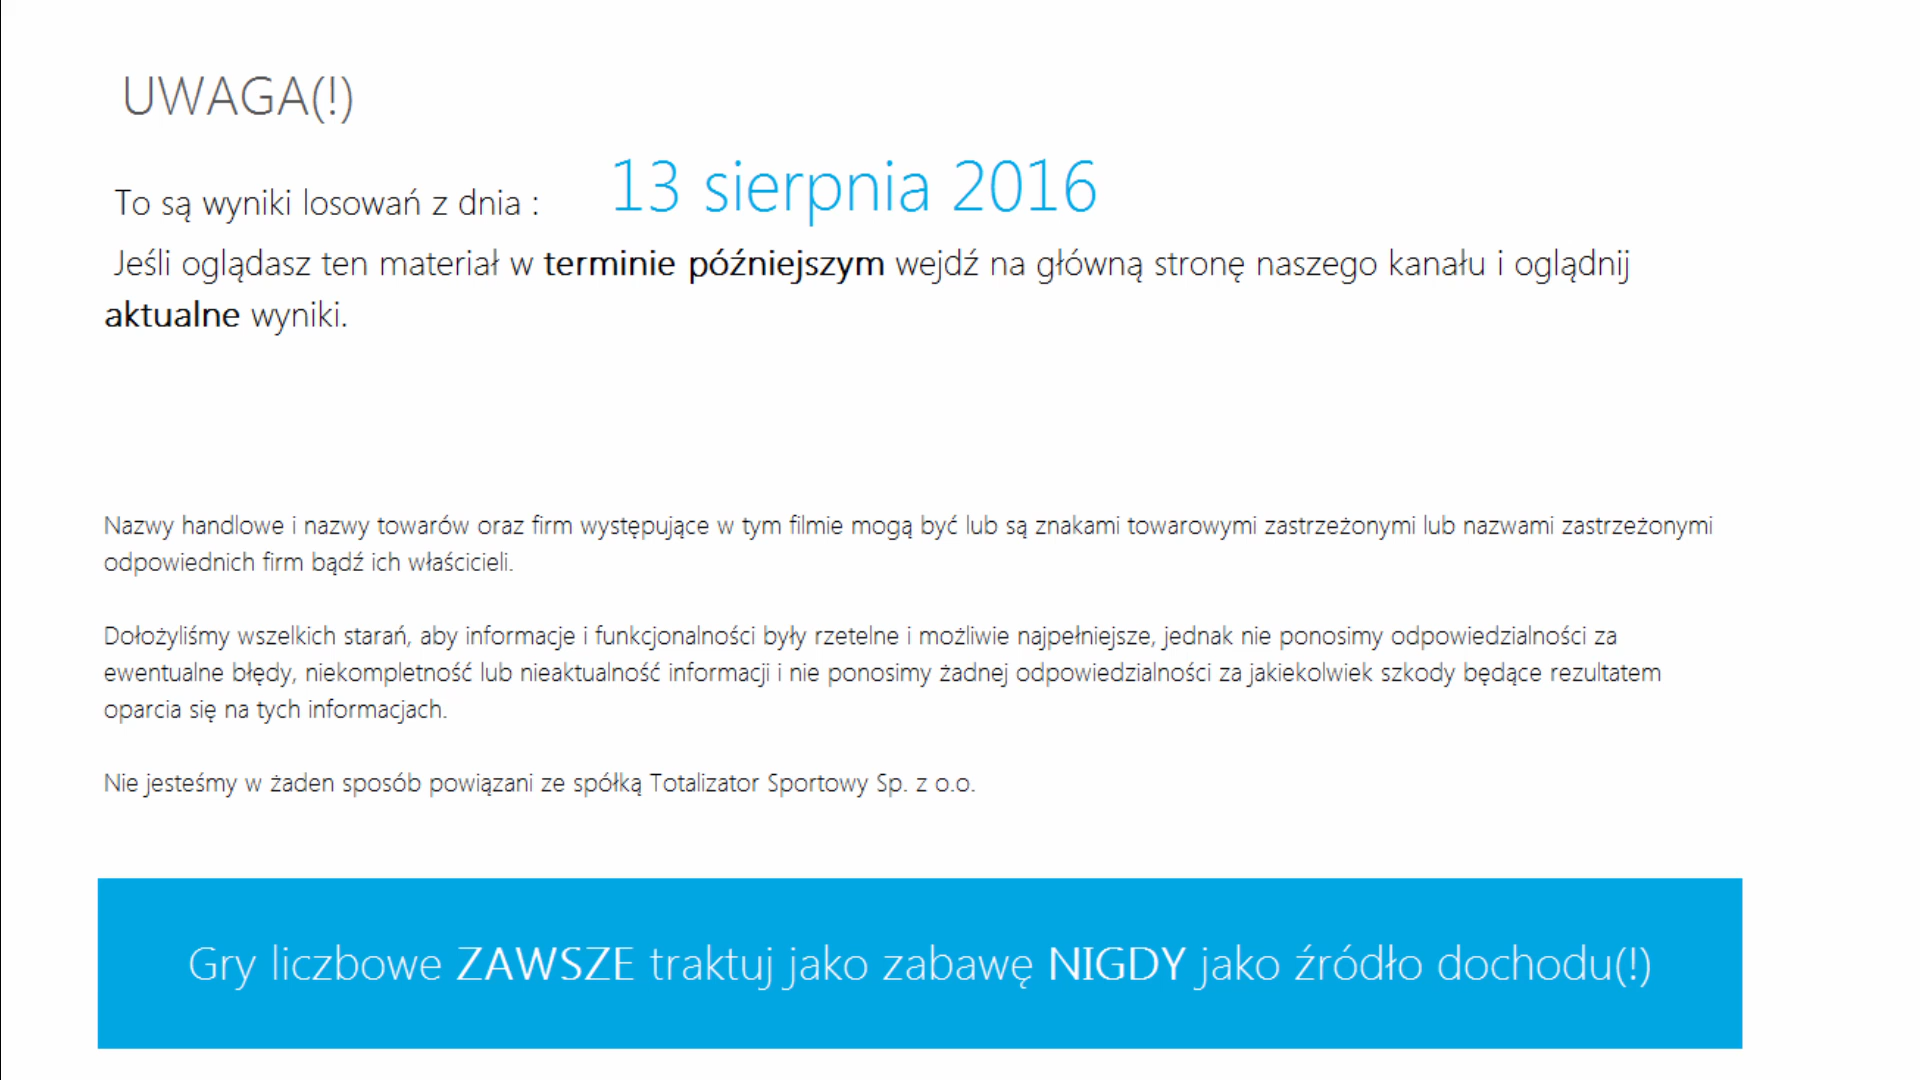 UWAGA(!)
To są wyniki losowań z dnia : 13 sierpnia 2016
Jeśli oglądasz ten materiał w terminie późniejszym wejdź na główną stronę naszego kanału i oglądnij
aktualne wyniki.
Nazwy handlowe i nazwy towarów oraz firm występujące w tym filmie mogą być lub są znakami towarowymi zastrzeżonymi lub nazwami zastrzeżonymi
odpowiednich firm bądź ich właścicieli.
Dołożyliśmy wszelkich starań, aby informacje i funkcjonalności były rzetelne i możliwie najpełniejsze, jednak nie ponosimy odpowiedzialności za
ewentualne błędy, niekompletność lub nieaktualność informacji i nie ponosimy żadnej odpowiedzialności za jakiekolwiek szkody będące rezultatem
oparcia się na tych informacjach.
Nie jesteśmy w żaden sposób powiązani ze spółką Totalizator Sportowy Sp. z o.o.
Gry liczbowe ZAWSZE traktuj jako zabawę NIGDY jako źródło dochodu(!)